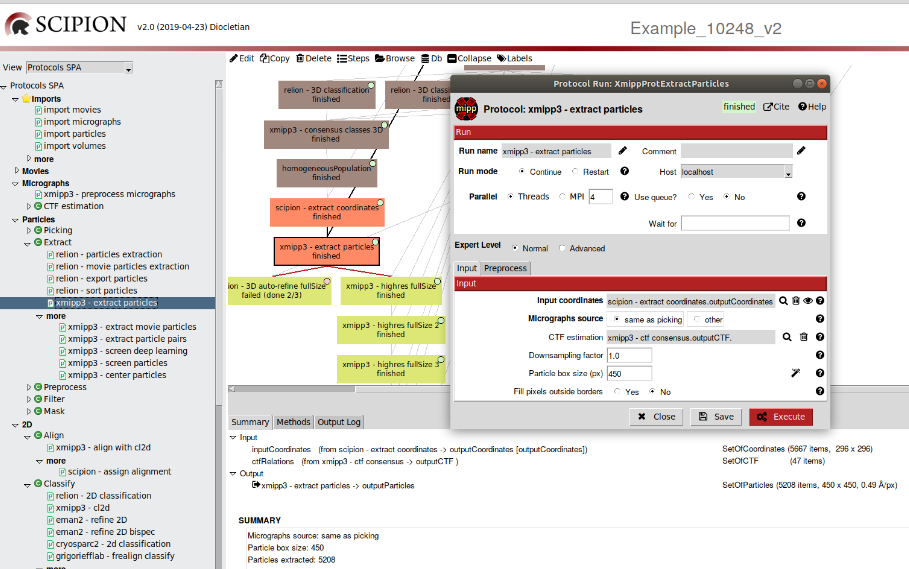 SCIPION v2.0 (2019-04-23) Diocletian
Example_10248_v2
View Protocols SPA
Edit Copy Delete Steps Browse Db Collapse Labels
Protocols SPA
Imports
import movies
import micrographs
import particles
import volumes
more
Movies
Micrographs
xmipp3 - preprocess micrographs
CTF estimation
Particles
Picking
Extract
relion - particles extraction
relion - movie particles extraction
relion - export particles
relion - sort particles
xmipp3 - extract particles
more
xmipp3 - extract movie particles
xmipp3 - extract particle pairs
xmipp3 - screen deep learning
xmipp3 - screen particles
xmipp3 - center particles
Preprocess
Filter
Mask
2D
Align
xmipp3 - align with cl2d
more
scipion - assign alignment
Classify
relion - 2D classification
xmipp3 - cl2d
eman2 - refine 2D
eman2 - refine 2D bispec
cryosparc2 - 2d classification
grigoriefflab - frealign classify
more
relion - 3D classification
finished
relion - 3D class
finished
xmipp3 - consensus classes 3D
finished
homogeneousPopulation
finished
scipion - extract coordinates
finished
xmipp3 - extract particles
finished
ion - 3D auto-refine fullSize
failed (done 2/3)
xmipp3 - highres fullSize
finished
xmipp3 - highres fullSize 2
finished
xmipp3 - highres fullSize 3
finished
Protocol Run: XmippProtExtractParticles
mipp
Protocol: xmipp3 - extract particles finished Cite Help
Run
Run name xmipp3 - extract particles Comment
Run mode Continue Restart Host localhost
Parallel Threads MPI 4 Use queue? Yes No
Wait for
Expert Level Normal Advanced
Input Preprocess
Input
Input coordinates scipion - extract coordinates.outputCoordinates
Micrographs source same as picking other
CTF estimation xmipp3 - ctf consensus.outputCTF.
Downsampling factor 1.0
Particle box size (px) 450
Fill pixels outside borders Yes No
Close Save Execute
Summary Methods Output Log
Input
inputCoordinates (from scipion - extract coordinates -> outputCoordinates [outputCoordinates]) SetOfCoordinates (5667 items, 296 x 296)
ctfRelations (from xmipp3 - ctf consensus -> outputCTF ) SetOfCTF (47 items)
Output
xmipp3 - extract particles -> outputParticles SetOfParticles (5208 items, 450 x 450, 0.49 Å/px)
SUMMARY
Micrographs source: same as picking
Particle box size: 450
Particles extracted: 5208